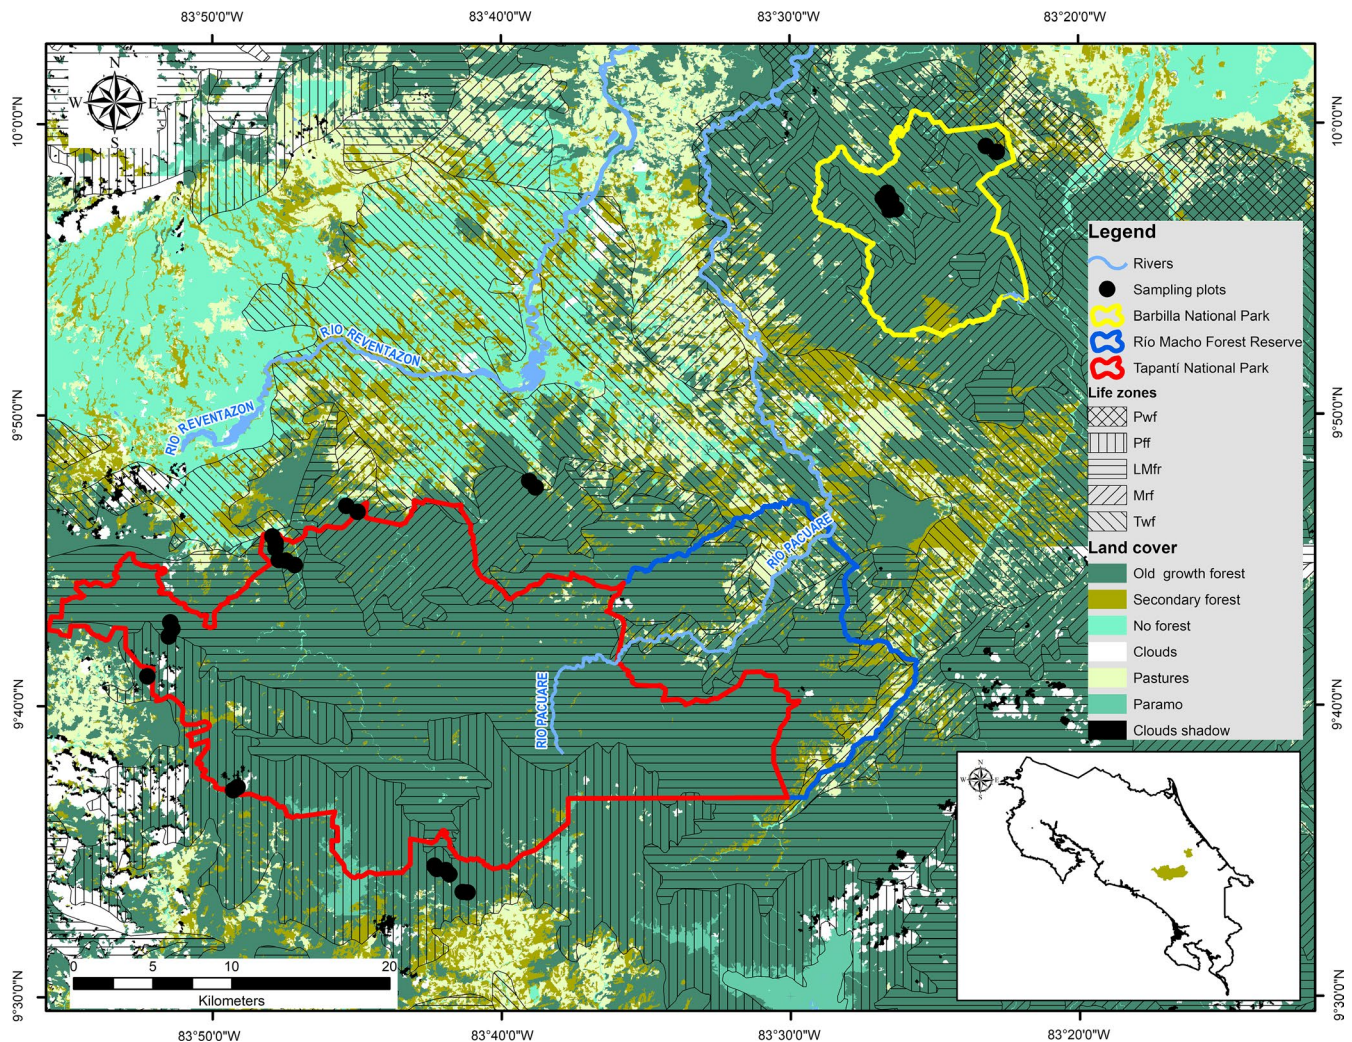 83°50'0"W 83°40'0"W 83°30'0"W 83°20'0"W
N
W E
S
10°0'0"N
10°0'0"N
Legend
Rivers
Sampling plots
Barbilla National Park
Río Macho Forest Reserve
Tapantí National Park
Life zones
Pwf
Pff
LMfr
Mrf
Twf
Land cover
Old growth forest
Secondary forest
No forest
Clouds
Pastures
Paramo
Clouds shadow
RIO REVENTAZON
RIO REVENTAZON
9°50'0"N
9°50'0"N
RIO PACUARE
RIO PACUARE
9°40'0"N
9°40'0"N
N
W E
S
0 5 10 20
Kilometers
9°30'0"N
9°30'0"N
83°50'0"W 83°40'0"W 83°30'0"W 83°20'0"W